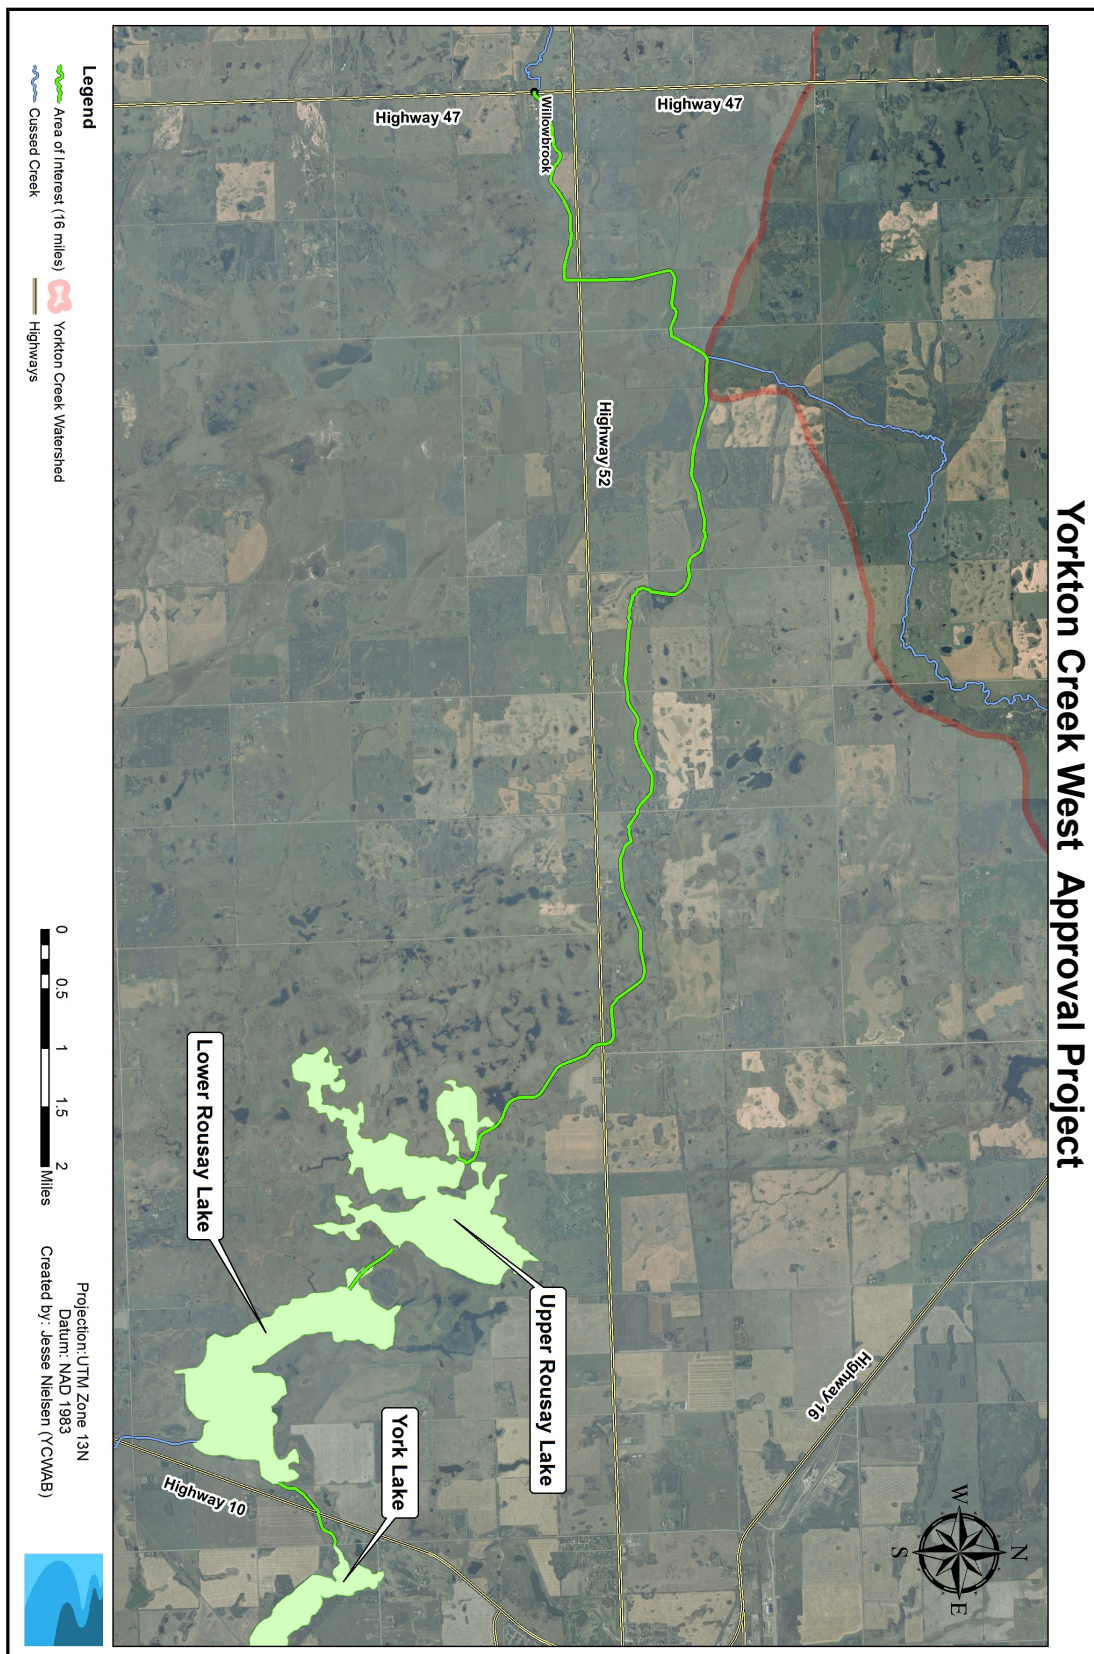 Yorkton Creek West Approval Project
Highway 47
Highway 47
Willowbrook
Highway 52
Highway 16
Upper Rousay Lake
Lower Rousay Lake
York Lake
Highway 10
N
W
E
S
Legend
Area of Interest (16 miles)
Yorkton Creek Watershed
Cussed Creek
Highways
0 0.5 1 1.5 2
Miles
Projection:UTM Zone 13N
Datum: NAD 1983
Created by: Jesse Nielsen (YCWAB)